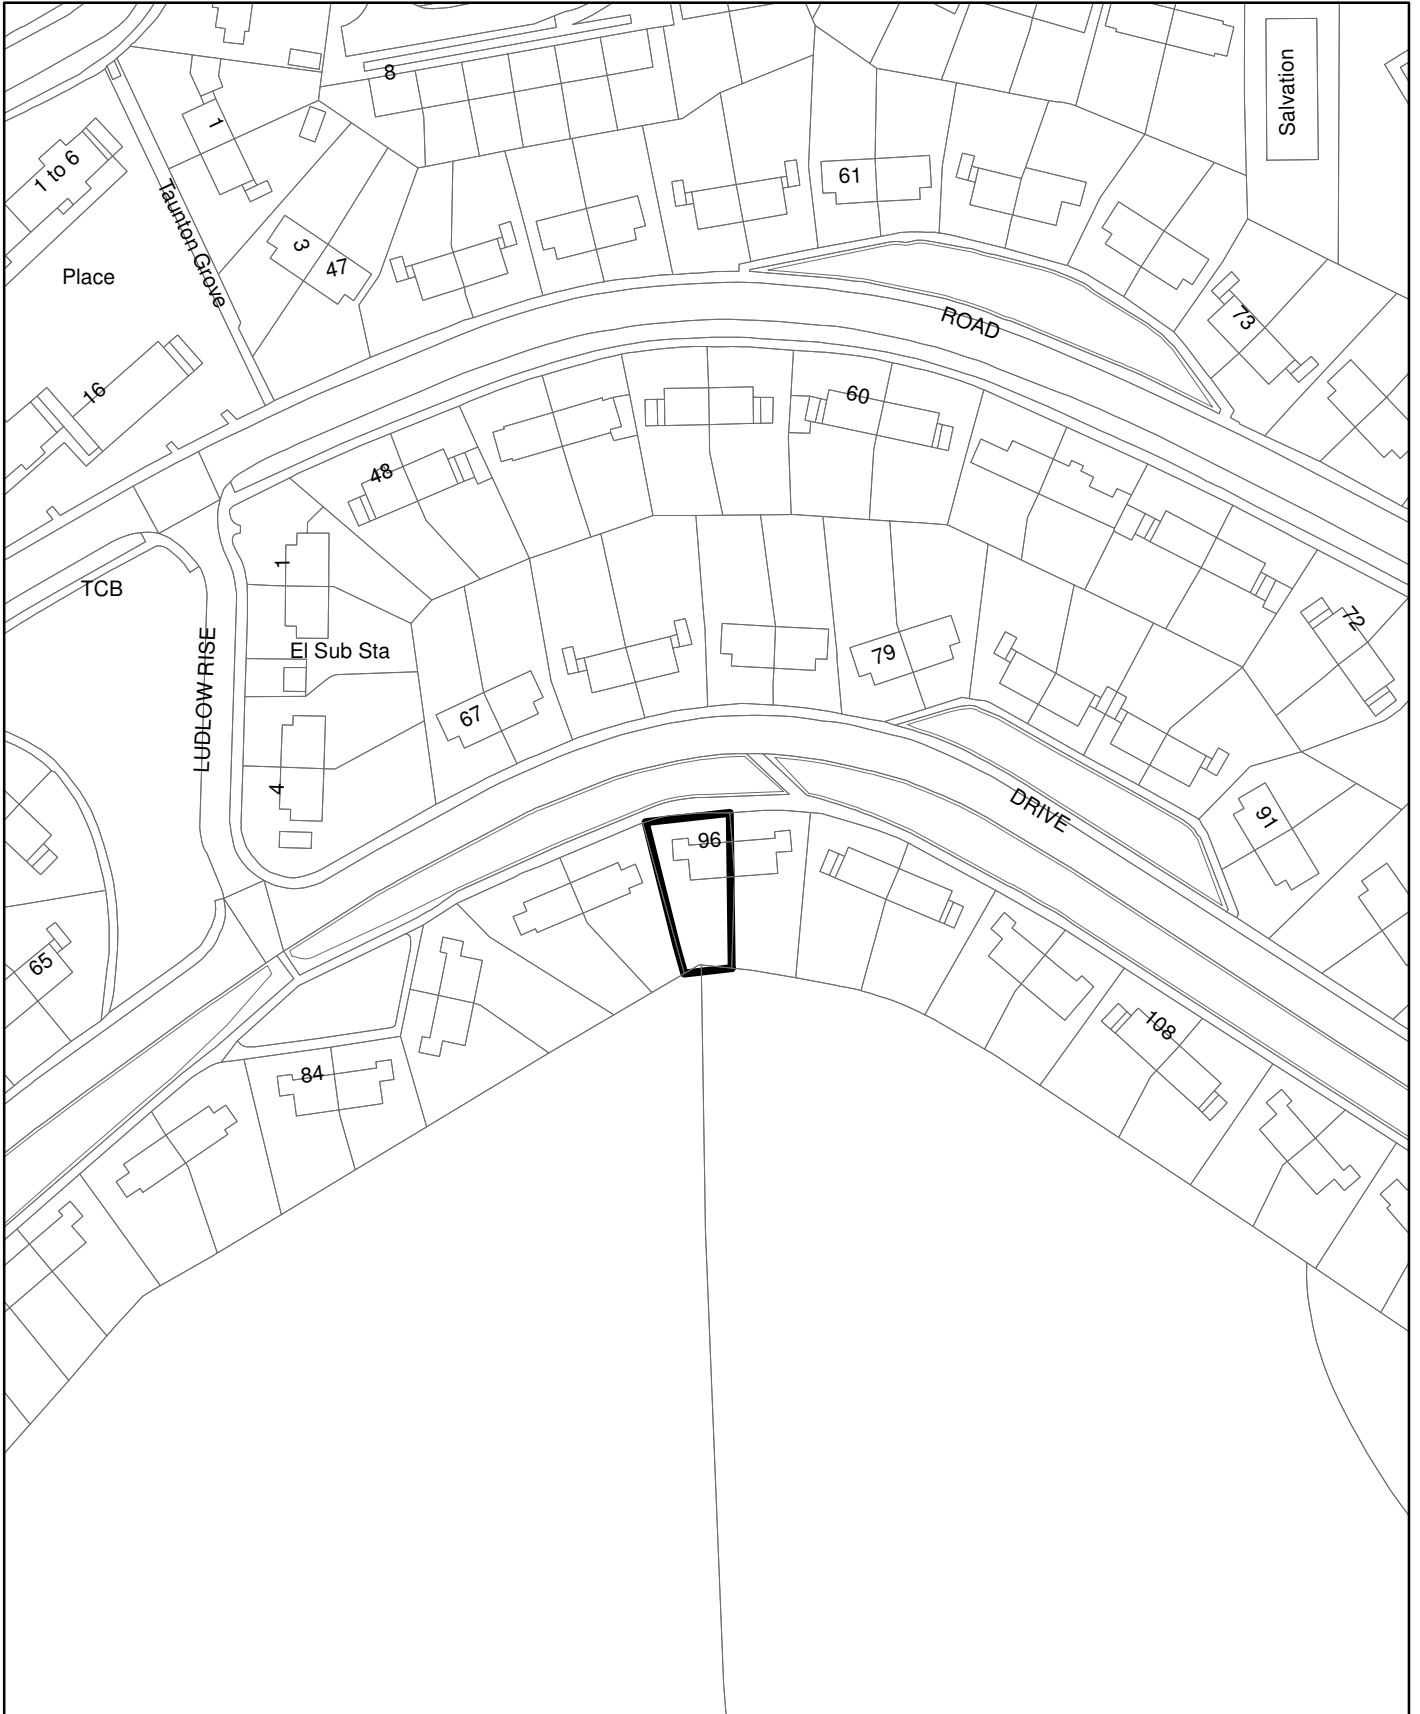 8
Salvation
1
1 to 6
Taunton Grove
61
3
47
Place
ROAD
73
16
60
48
1
TCB
72
El Sub Sta
LUDLOW RISE
79
67
4
DRIVE
91
96
65
108
84